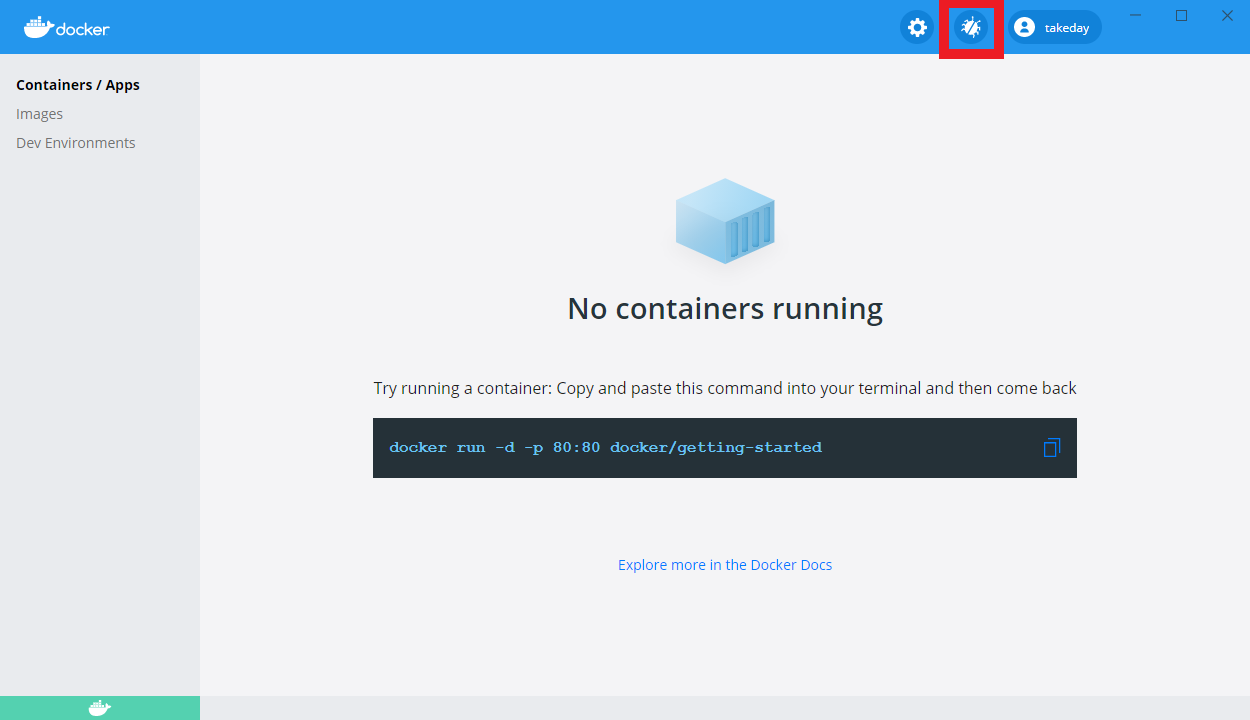 docker
takeday
Containers / Apps
Images
Dev Environments
No containers running
Try running a container: Copy and paste this command into your terminal and then come back
docker run -d -p 80:80 docker/getting-started
Explore more in the Docker Docs